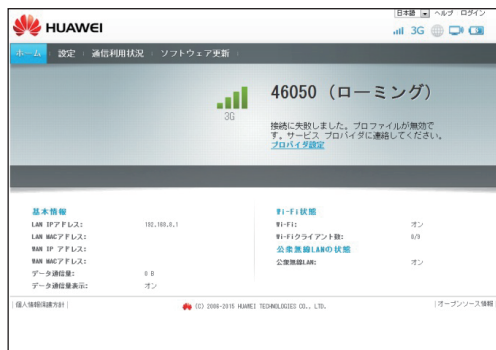 日本語 ヘルプ ログイン
HUAWEI
3G
ホーム 設定 通信利用状況 ソフトウェア更新
3G
46050 (ローミング)
接続に失敗しました。プロファイルが無効で
す。サービス プロバイダに連絡してください。
プロバイダ設定
基本情報
LAN IPアドレス: 192.168.8.1
LAN MACアドレス:
WAN IP アドレス:
WAN MACアドレス:
データ通信量: 0 B
データ通信量表示: オン
Wi-Fi状態
Wi-Fi: オン
Wi-Fiクライアント数: 0/9
公衆無線LANの状態
公衆無線LAN: オン
個人情報保護方針
(C) 2006-2015 HUAWEI TECHNOLOGIES CO., LTD.
オープンソース情報